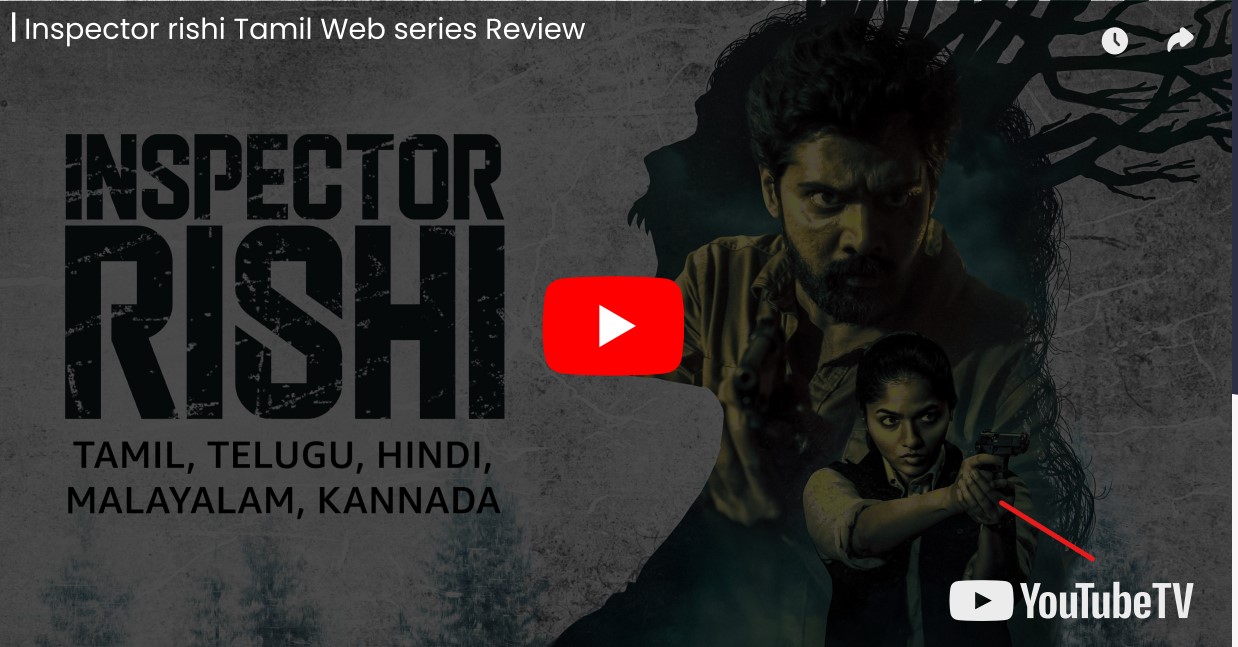 | Inspector rishi Tamil Web series Review
INSPECTOR
RISHI
TAMIL, TELUGU, HINDI,
MALAYALAM, KANNADA
YouTubeTV